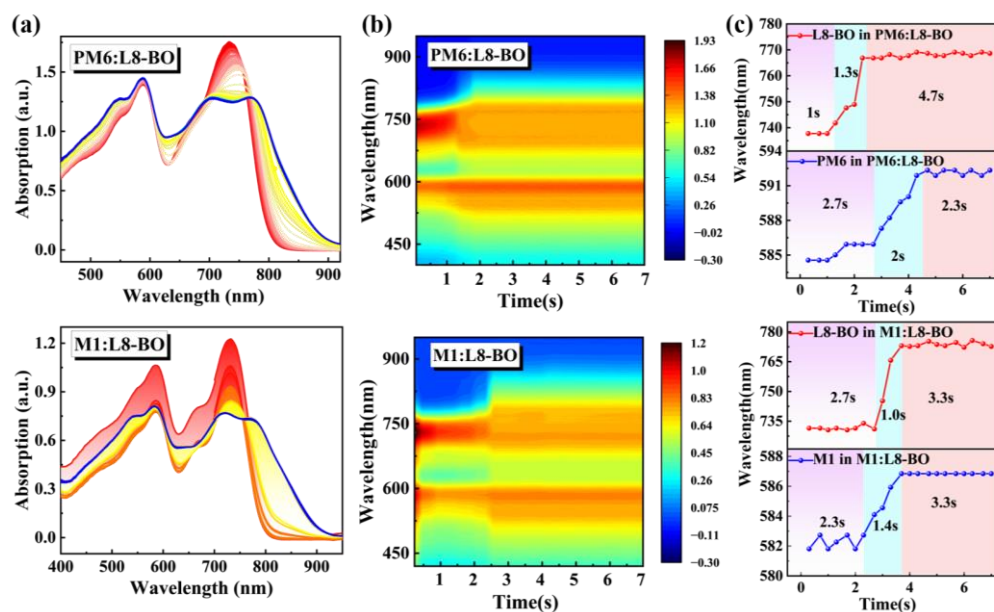 (a)
PM6:L8-BO
Absorption (a.u.)
1.5
1.0
0.5
0.0
500
600
700
800
900
Wavelength (nm)
M1:L8-BO
Absorption (a.u.)
1.2
0.9
0.6
0.3
0.0
400
500
600
700
800
900
Wavelength (nm)
(b)
PM6:L8-BO
Wavelength(nm)
900
750
600
450
1
2
3
4
5
6
7
Time(s)
1.93
1.66
1.38
1.10
0.82
0.54
0.26
−0.02
−0.30
M1:L8-BO
Wavelength(nm)
900
750
600
450
1
2
3
4
5
6
7
Time(s)
1.2
1.0
0.83
0.64
0.45
0.26
0.075
−0.11
−0.30
(c)
Wavelength(nm)
780
770
760
750
740
L8-BO in PM6:L8-BO
1s
1.3s
4.7s
594
591
588
585
PM6 in PM6:L8-BO
2.7s
2s
2.3s
0
2
4
6
Time(s)
Wavelength(nm)
780
765
750
735
L8-BO in M1:L8-BO
2.7s
1.0s
3.3s
588
586
584
582
580
M1 in M1:L8-BO
2.3s
1.4s
3.3s
0
2
4
6
Time(s)